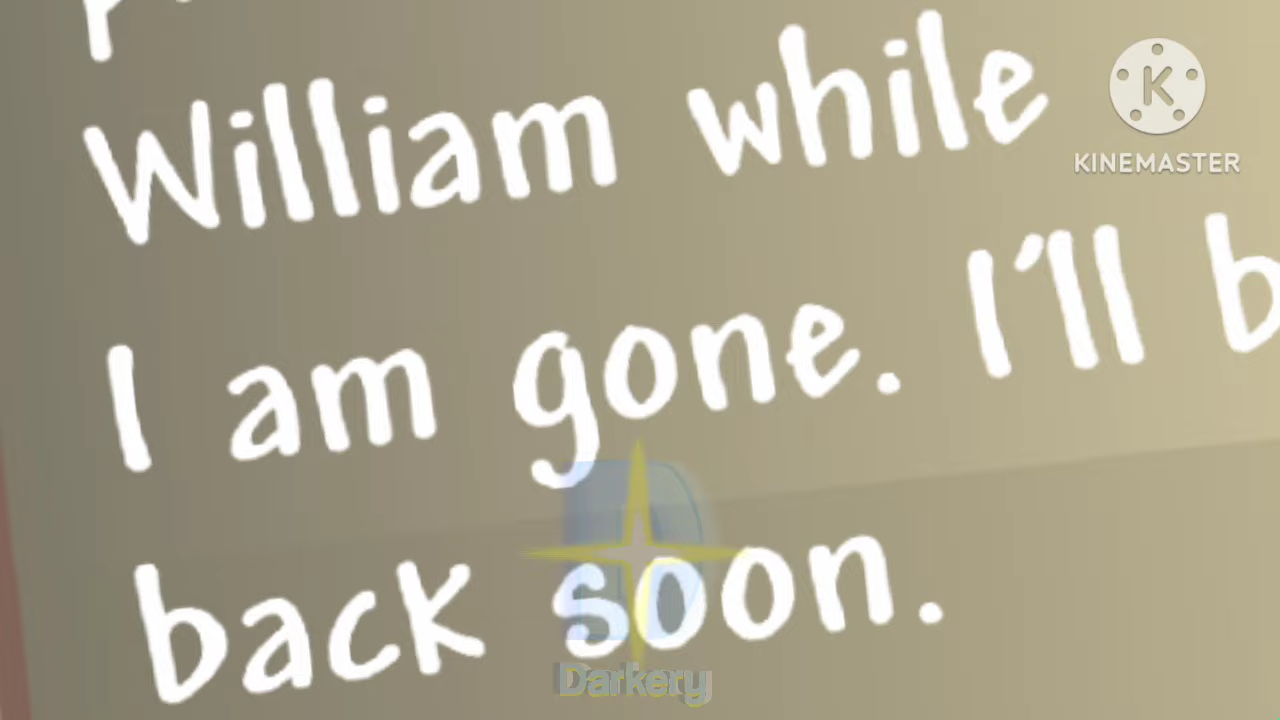 William while
I am gone. I'll b
back soon.
KINEMASTER
Darkery